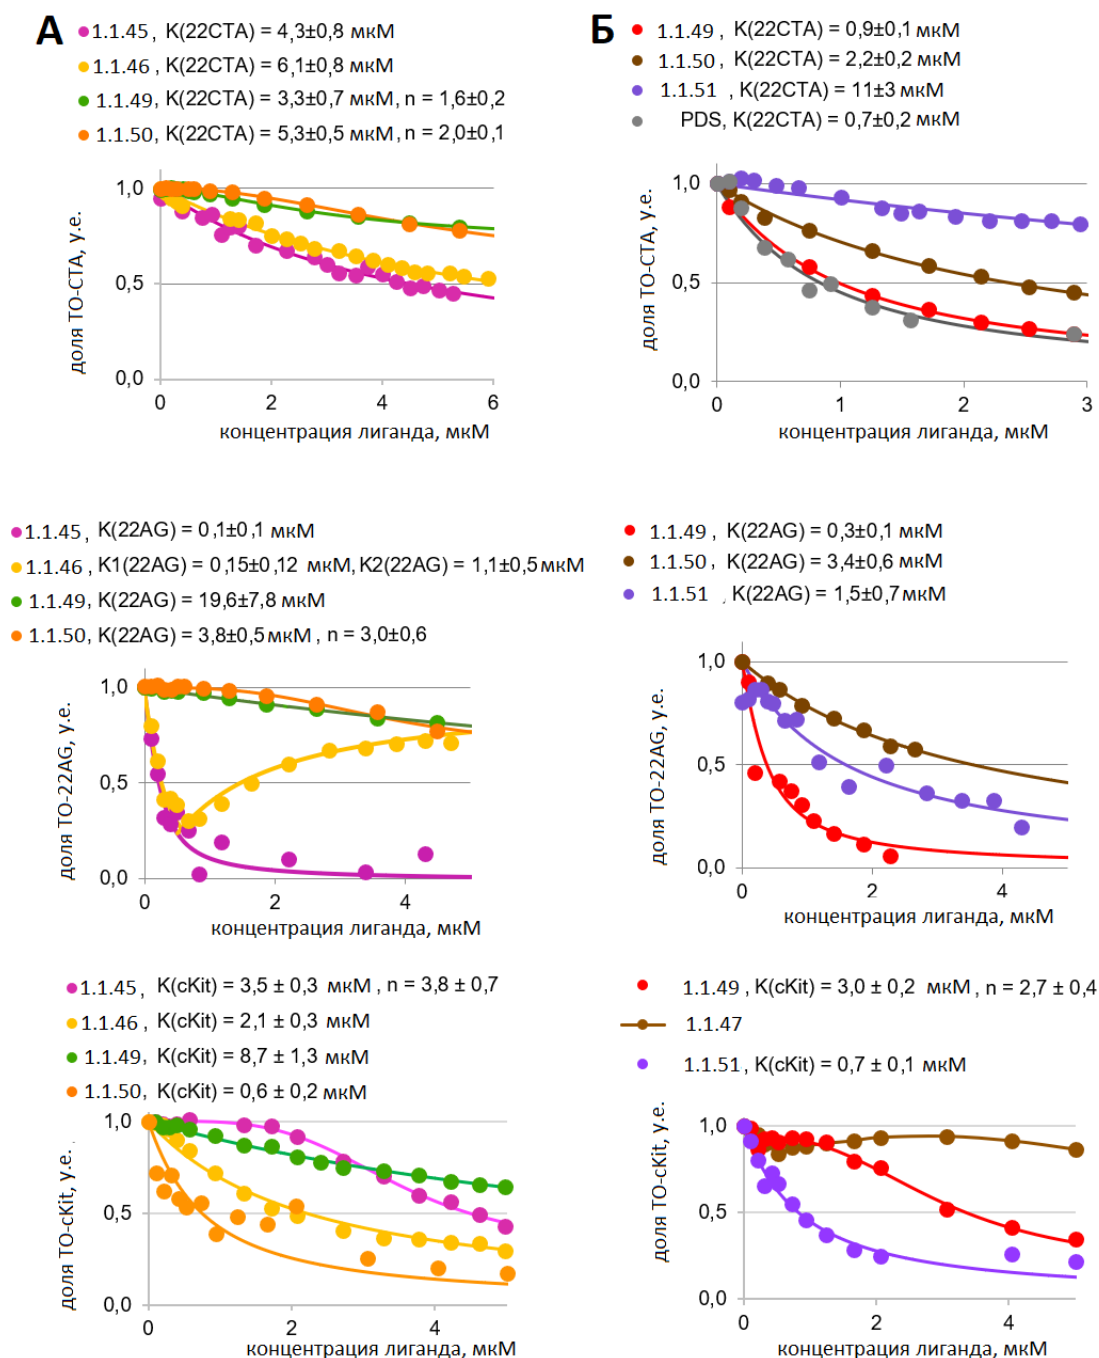 А
1.1.45, K(22CTA) = 4,3±0,8 мкМ
1.1.46, K(22CTA) = 6,1±0,8 мкМ
1.1.49, K(22CTA) = 3,3±0,7 мкМ, n = 1,6±0,2
1.1.50, K(22CTA) = 5,3±0,5 мкМ, n = 2,0±0,1
доля ТО-СТА, у.е.
1,0
0,5
0,0
0
2
4
6
концентрация лиганда, мкМ
Б
1.1.49, K(22CTA) = 0,9±0,1 мкМ
1.1.50, K(22CTA) = 2,2±0,2 мкМ
1.1.51, K(22CTA) = 11±3 мкМ
PDS, K(22CTA) = 0,7±0,2 мкМ
доля ТО-СТА, у.е.
1,0
0,5
0,0
0
1
2
3
концентрация лиганда, мкМ
1.1.45, K(22AG) = 0,1±0,1 мкМ
1.1.46, K1(22AG) = 0,15±0,12 мкМ, K2(22AG) = 1,1±0,5 мкМ
1.1.49, K(22AG) = 19,6±7,8 мкМ
1.1.50, K(22AG) = 3,8±0,5 мкМ, n = 3,0±0,6
доля ТО-22AG, у.е.
1,0
0,5
0,0
0
2
4
концентрация лиганда, мкМ
1.1.49, K(22AG) = 0,3±0,1 мкМ
1.1.50, K(22AG) = 3,4±0,6 мкМ
1.1.51, K(22AG) = 1,5±0,7 мкМ
доля ТО-22AG, у.е.
1,0
0,5
0,0
0
2
4
концентрация лиганда, мкМ
1.1.45, K(cKit) = 3,5 ± 0,3 мкМ, n = 3,8 ± 0,7
1.1.46, K(cKit) = 2,1 ± 0,3 мкМ
1.1.49, K(cKit) = 8,7 ± 1,3 мкМ
1.1.50, K(cKit) = 0,6 ± 0,2 мкМ
доля ТО-cKit, у.е.
1,0
0,5
0,0
0
2
4
концентрация лиганда, мкМ
1.1.49, K(cKit) = 3,0 ± 0,2 мкМ, n = 2,7 ± 0,4
1.1.47
1.1.51, K(cKit) = 0,7 ± 0,1 мкМ
доля ТО-cKit, у.е.
1,0
0,5
0,0
0
2
4
концентрация лиганда, мкМ